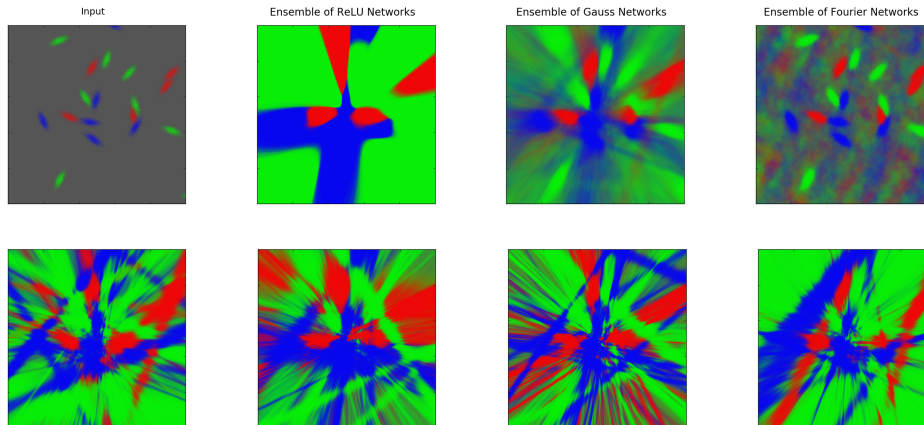 Input
Ensemble of ReLU Networks
Ensemble of Gauss Networks
Ensemble of Fourier Networks